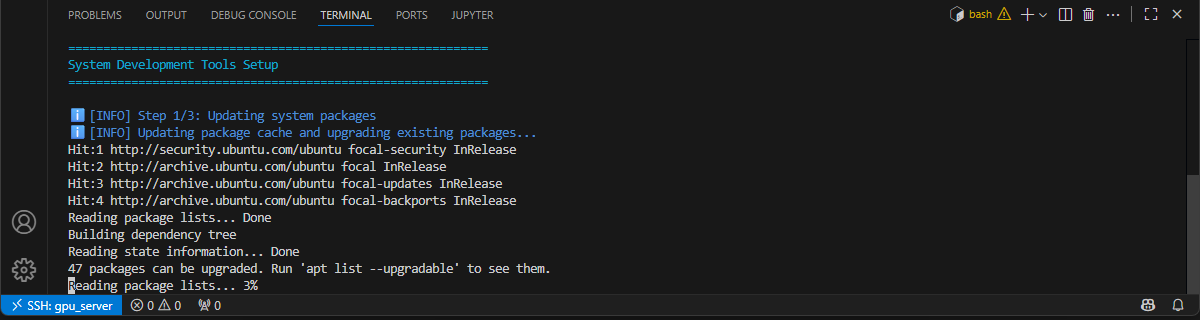 PROBLEMS OUTPUT DEBUG CONSOLE TERMINAL PORTS JUPYTER bash
============================================================
System Development Tools Setup
============================================================
[INFO] Step 1/3: Updating system packages
[INFO] Updating package cache and upgrading existing packages...
Hit:1 http://security.ubuntu.com/ubuntu focal-security InRelease
Hit:2 http://archive.ubuntu.com/ubuntu focal InRelease
Hit:3 http://archive.ubuntu.com/ubuntu focal-updates InRelease
Hit:4 http://archive.ubuntu.com/ubuntu focal-backports InRelease
Reading package lists... Done
Building dependency tree
Reading state information... Done
47 packages can be upgraded. Run 'apt list --upgradable' to see them.
Reading package lists... 3%
SSH: gpu_server 0 0 0